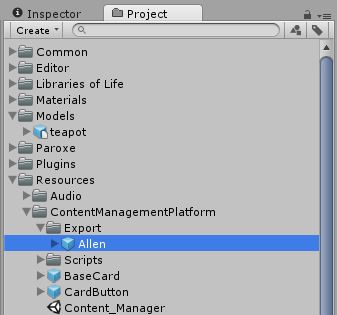 Inspector
Project
Create
Common
Editor
Libraries of Life
Materials
Models
teapot
Paroxe
Plugins
Resources
Audio
ContentManagementPlatform
Export
Allen
Scripts
BaseCard
CardButton
Content_Manager